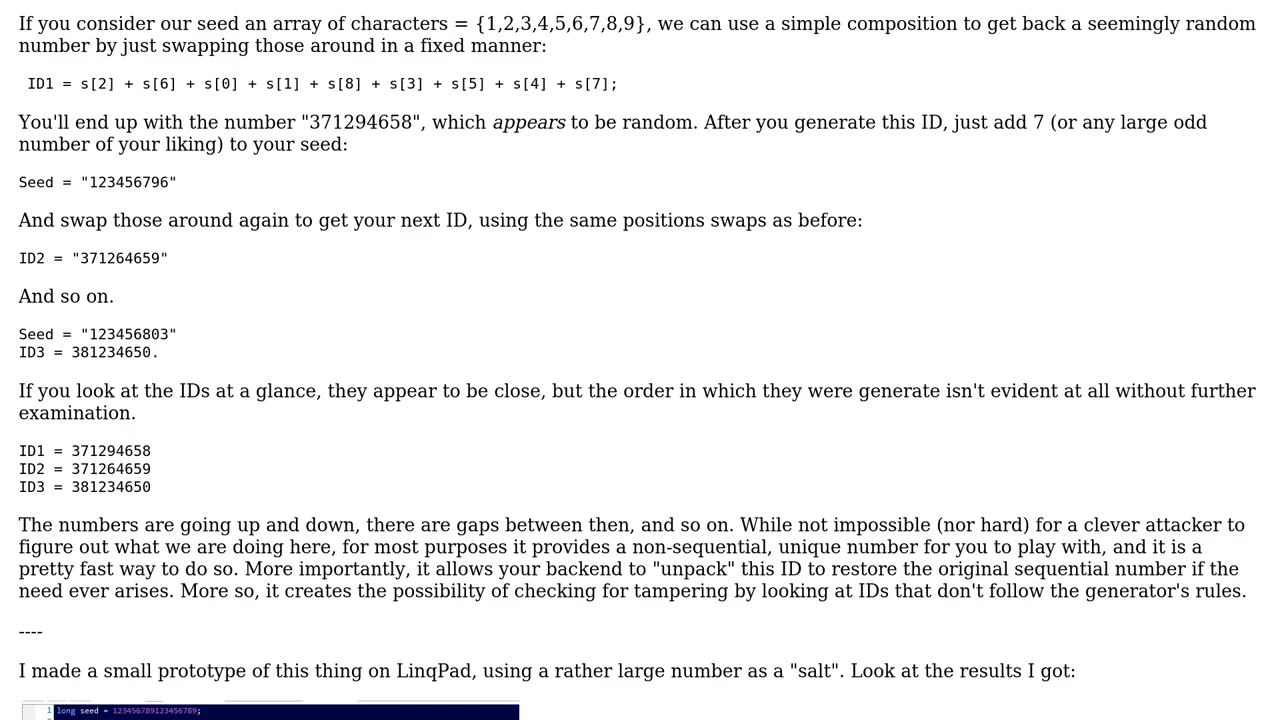 If you consider our seed an array of characters = {1,2,3,4,5,6,7,8,9}, we can use a simple composition to get back a seemingly random
number by just swapping those around in a fixed manner:
ID1 = s[2] + s[6] + s[0] + s[1] + s[8] + s[3] + s[5] + s[4] + s[7];
You'll end up with the number "371294658", which appears to be random. After you generate this ID, just add 7 (or any large odd
number of your liking) to your seed:
Seed = "123456796"
And swap those around again to get your next ID, using the same positions swaps as before:
ID2 = "371264659"
And so on.
Seed = "123456803"
ID3 = 381234650.
If you look at the IDs at a glance, they appear to be close, but the order in which they were generate isn't evident at all without further
examination.
ID1 = 371294658
ID2 = 371264659
ID3 = 381234650
The numbers are going up and down, there are gaps between then, and so on. While not impossible (nor hard) for a clever attacker to
figure out what we are doing here, for most purposes it provides a non-sequential, unique number for you to play with, and it is a
pretty fast way to do so. More importantly, it allows your backend to "unpack" this ID to restore the original sequential number if the
need ever arises. More so, it creates the possibility of checking for tampering by looking at IDs that don't follow the generator's rules.
----
I made a small prototype of this thing on LinqPad, using a rather large number as a "salt". Look at the results I got:
1 long seed = 123456789123456789;